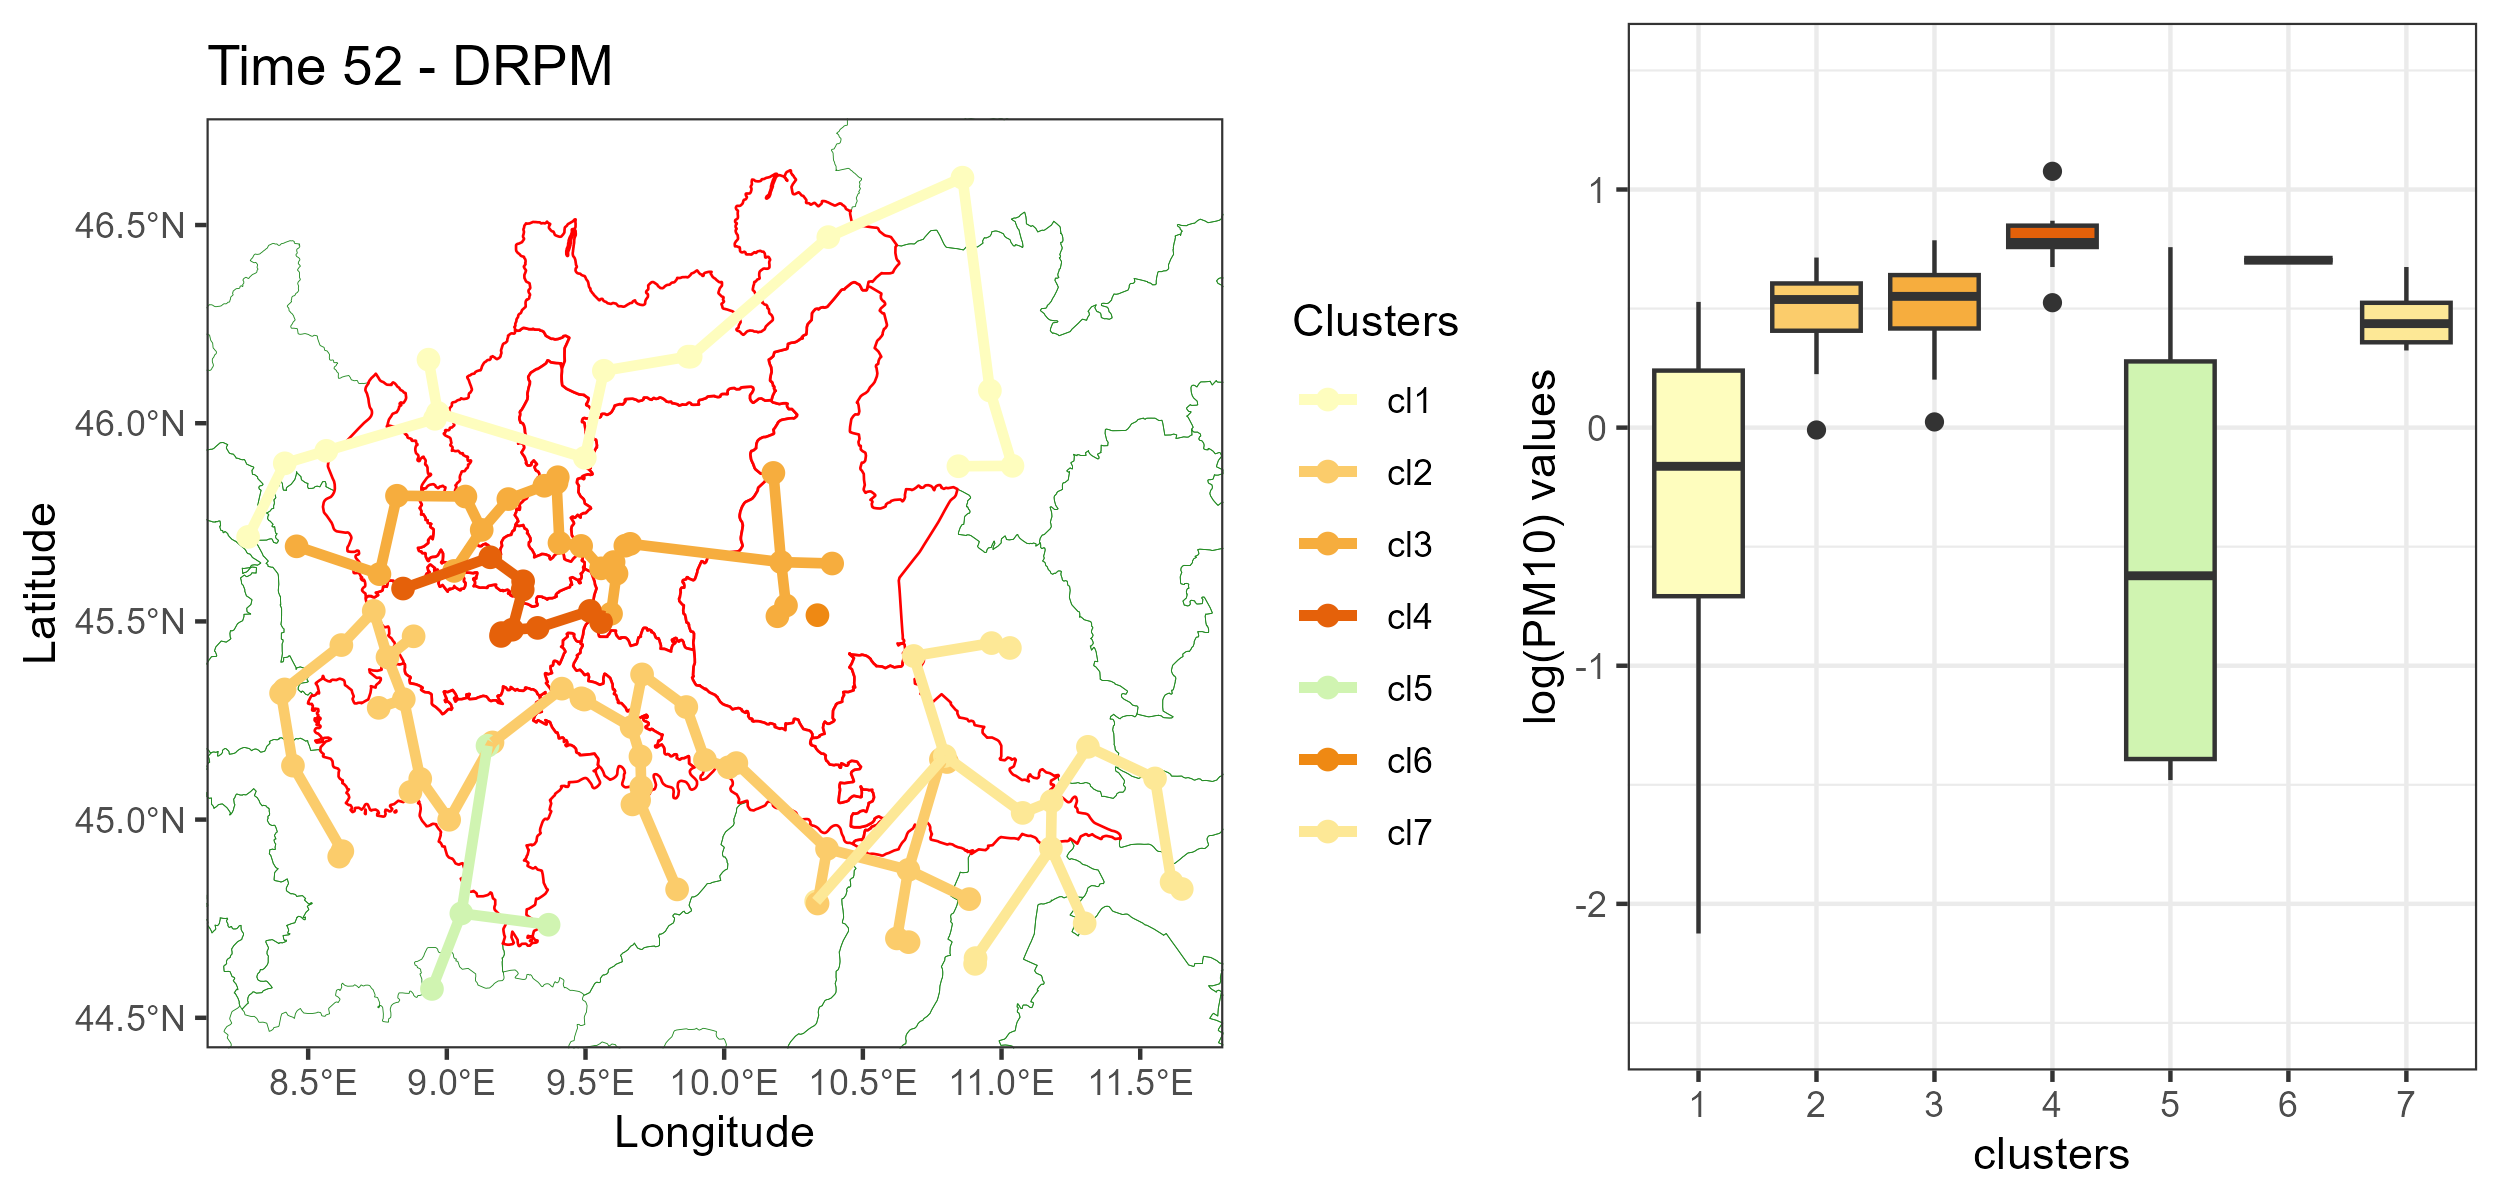 Time 52 - DRPM
Latitude
46.5°N
46.0°N
45.5°N
45.0°N
44.5°N
8.5°E 9.0°E 9.5°E 10.0°E 10.5°E 11.0°E 11.5°E
Longitude
Clusters
cl1
cl2
cl3
cl4
cl5
cl6
cl7
log(PM10) values
1
0
-1
-2
1 2 3 4 5 6 7
clusters